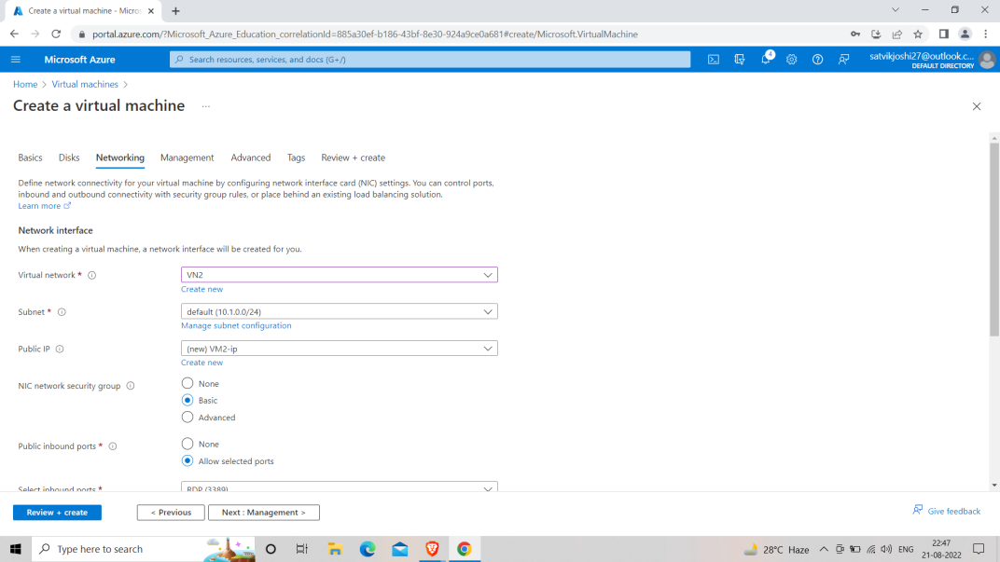 Create a virtual machine - Micros
portal.azure.com/?Microsoft_Azure_Education_correlationId=885a30ef-b186-43bf-8e30-924a9ce0a681#create/Microsoft.VirtualMachine
Microsoft Azure
Search resources, services, and docs (G+/)
4
satvikjoshi27@outlook.c...
DEFAULT DIRECTORY
Home > Virtual machines >
Create a virtual machine ...
Basics Disks Networking Management Advanced Tags Review + create
Define network connectivity for your virtual machine by configuring network interface card (NIC) settings. You can control ports,
inbound and outbound connectivity with security group rules, or place behind an existing load balancing solution.
Learn more
Network interface
When creating a virtual machine, a network interface will be created for you.
Virtual network * VN2
Create new
Subnet * default (10.1.0.0/24)
Manage subnet configuration
Public IP (new) VM2-ip
Create new
NIC network security group None
Basic
Advanced
Public inbound ports * None
Allow selected ports
Select inbound ports * RDP (3389)
Review + create < Previous Next : Management > Give feedback
Type here to search
28°C Haze
ENG
22:47
21-08-2022